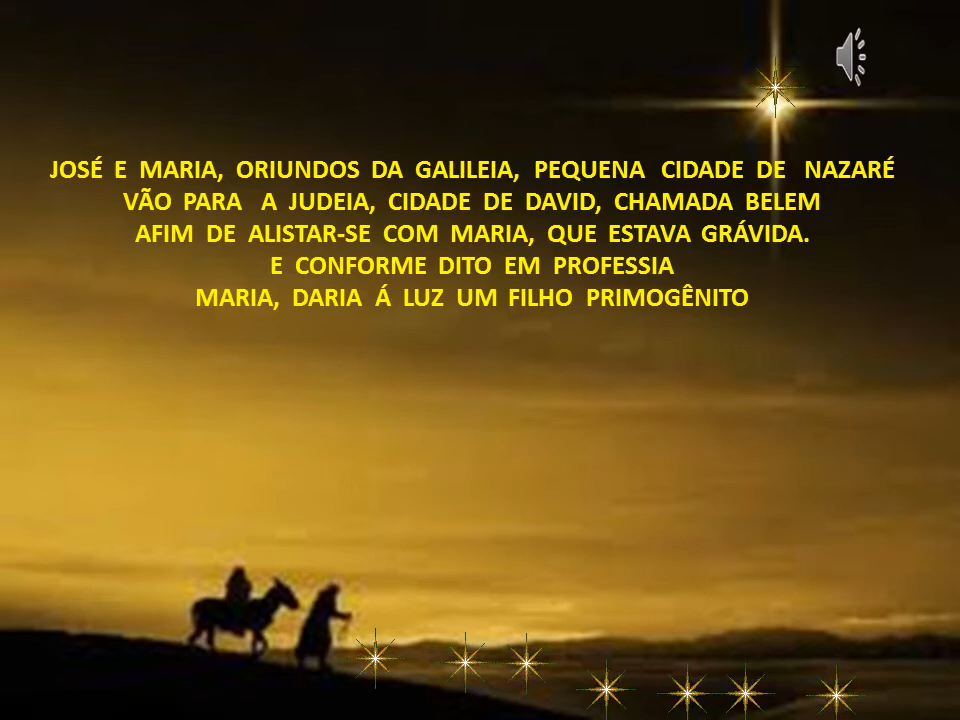 JOSÉ E MARIA, ORIUNDOS DA GALILEIA, PEQUENA CIDADE DE NAZARÉ
VÃO PARA A JUDEIA, CIDADE DE DAVID, CHAMADA BELEM
AFIM DE ALISTAR-SE COM MARIA, QUE ESTAVA GRÁVIDA.
E CONFORME DITO EM PROFESSIA
MARIA, DARIA Á LUZ UM FILHO PRIMOGÊNITO